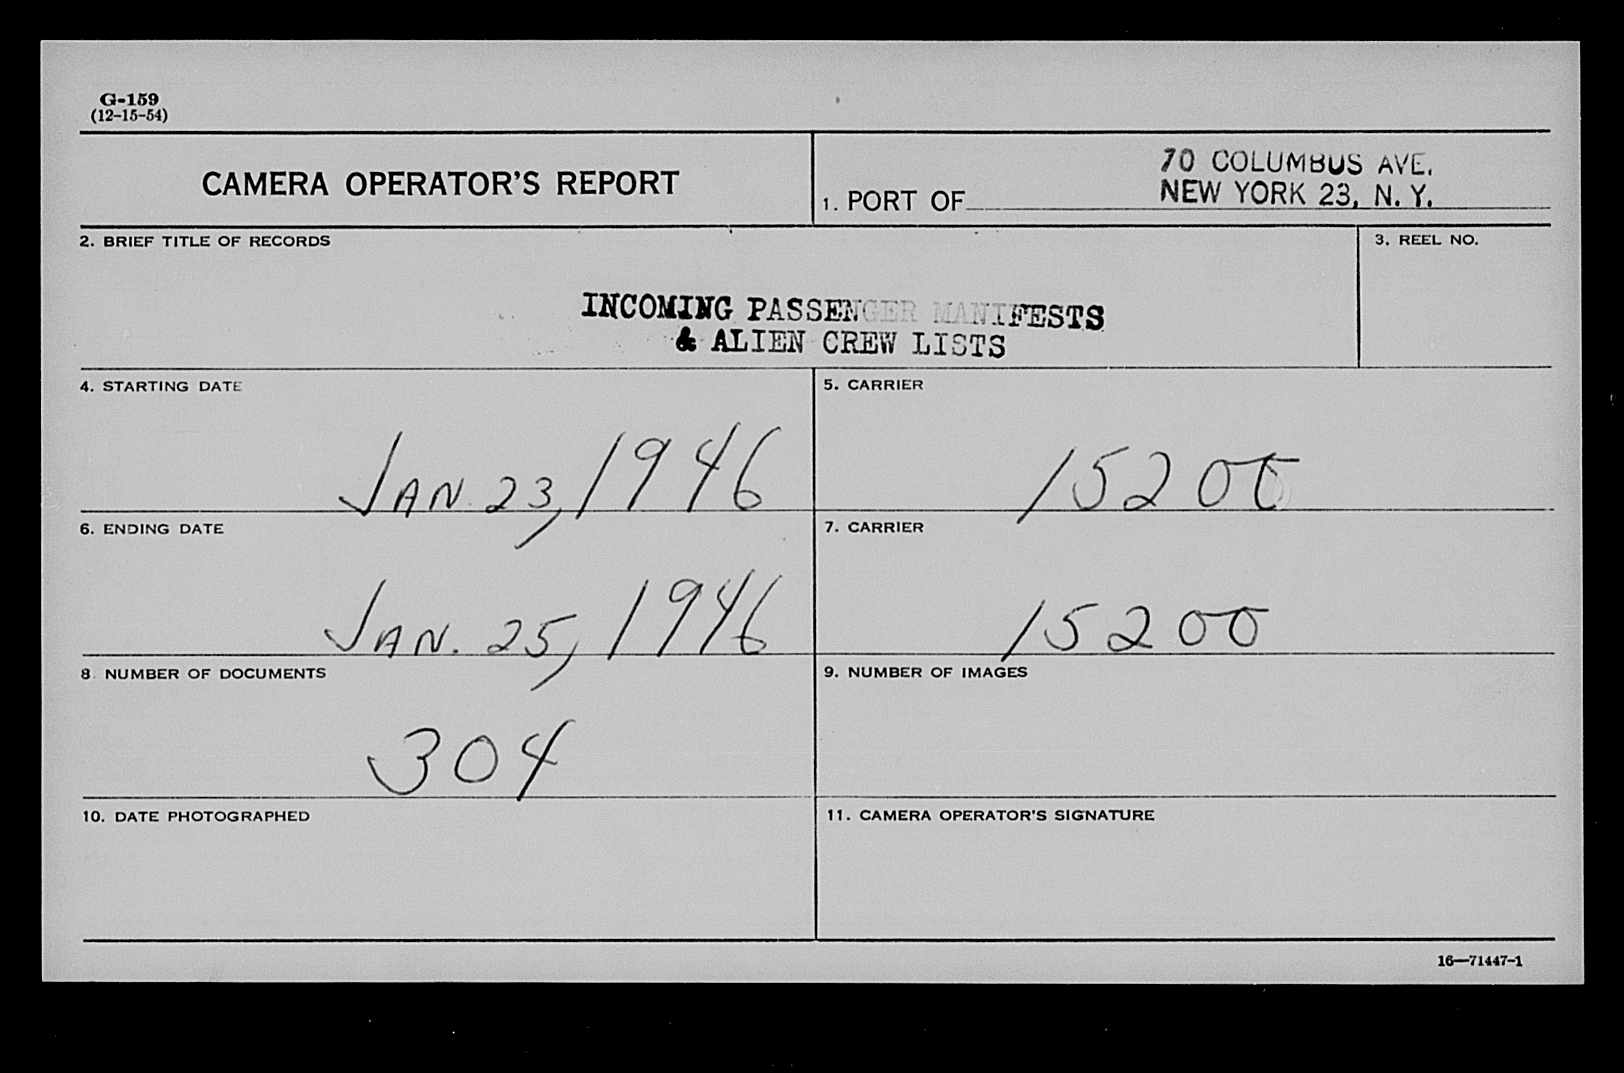 G-159
(12-15-54)
CAMERA OPERATOR'S REPORT
1. PORT OF
70 COLUMBUS AVE.
NEW YORK 23, N. Y.
2. BRIEF TITLE OF RECORDS
3. REEL NO.
INCOMING PASSENGER MANIFESTS
& ALIEN CREW LISTS
4. STARTING DATE
JAN 23, 1946
5. CARRIER
15200
6. ENDING DATE
JAN. 25, 1946
7. CARRIER
15200
8. NUMBER OF DOCUMENTS
304
9. NUMBER OF IMAGES
10. DATE PHOTOGRAPHED
11. CAMERA OPERATOR'S SIGNATURE
16—71447-1